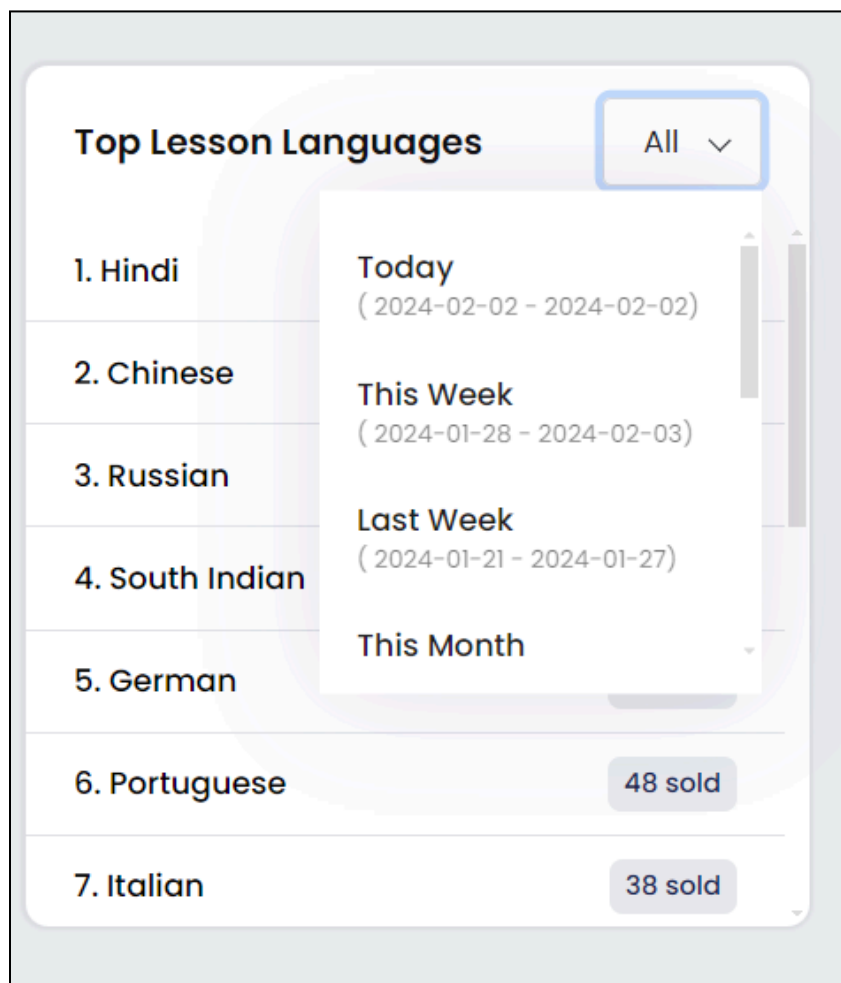 Top Lesson Languages
All
1. Hindi
Today
( 2024-02-02 - 2024-02-02)
2. Chinese
This Week
( 2024-01-28 - 2024-02-03)
3. Russian
Last Week
( 2024-01-21 - 2024-01-27)
4. South Indian
This Month
5. German
6. Portuguese
48 sold
7. Italian
38 sold